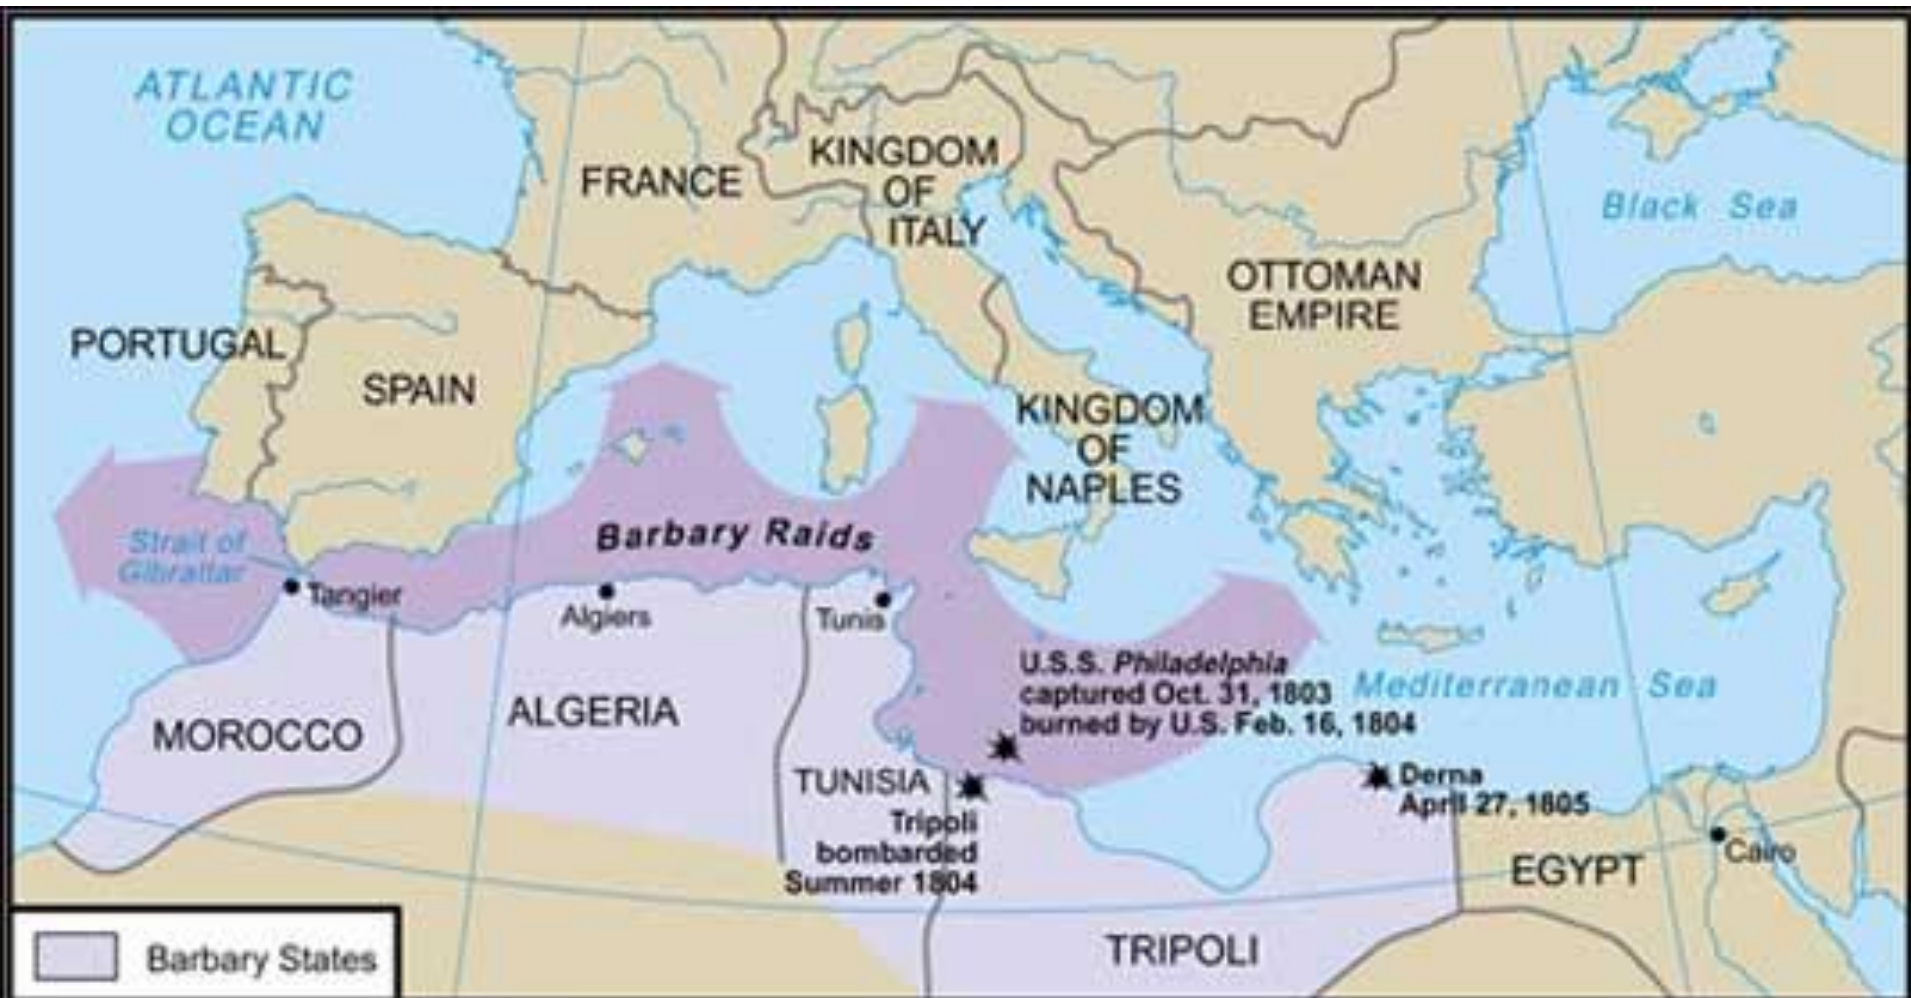 ATLANTIC
OCEAN
FRANCE
KINGDOM
OF
ITALY
Black Sea
OTTOMAN
EMPIRE
PORTUGAL
SPAIN
KINGDOM
OF
NAPLES
Barbary Raids
Strait of
Gibraltar
Tangier
Algiers
Tunis
U.S.S. Philadelphia
captured Oct. 31, 1803
burned by U.S. Feb. 16, 1804
Mediterranean Sea
MOROCCO
ALGERIA
TUNISIA
Tripoli
bombarded
Summer 1804
Derna
April 27, 1805
Cairo
EGYPT
TRIPOLI
Barbary States